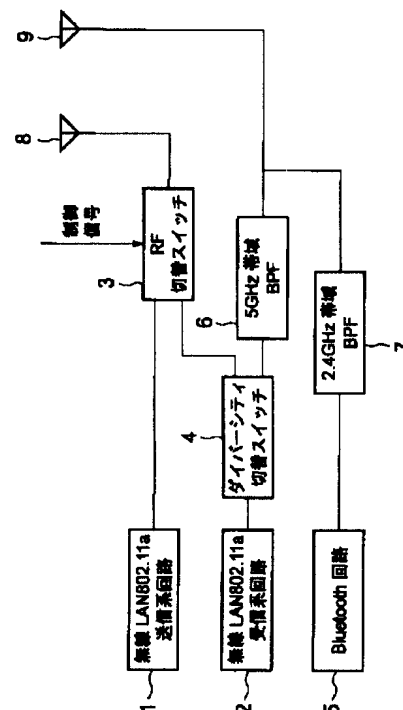 9
8
制御
信号
RF
切替スイッチ
3
5GHz 帯域
BPF
6
2.4GHz 帯域
BPF
7
ダイバーシティ
切替スイッチ
4
無線 LAN802.11a
送信系回路
1
無線 LAN802.11a
受信系回路
2
Bluetooth 回路
5